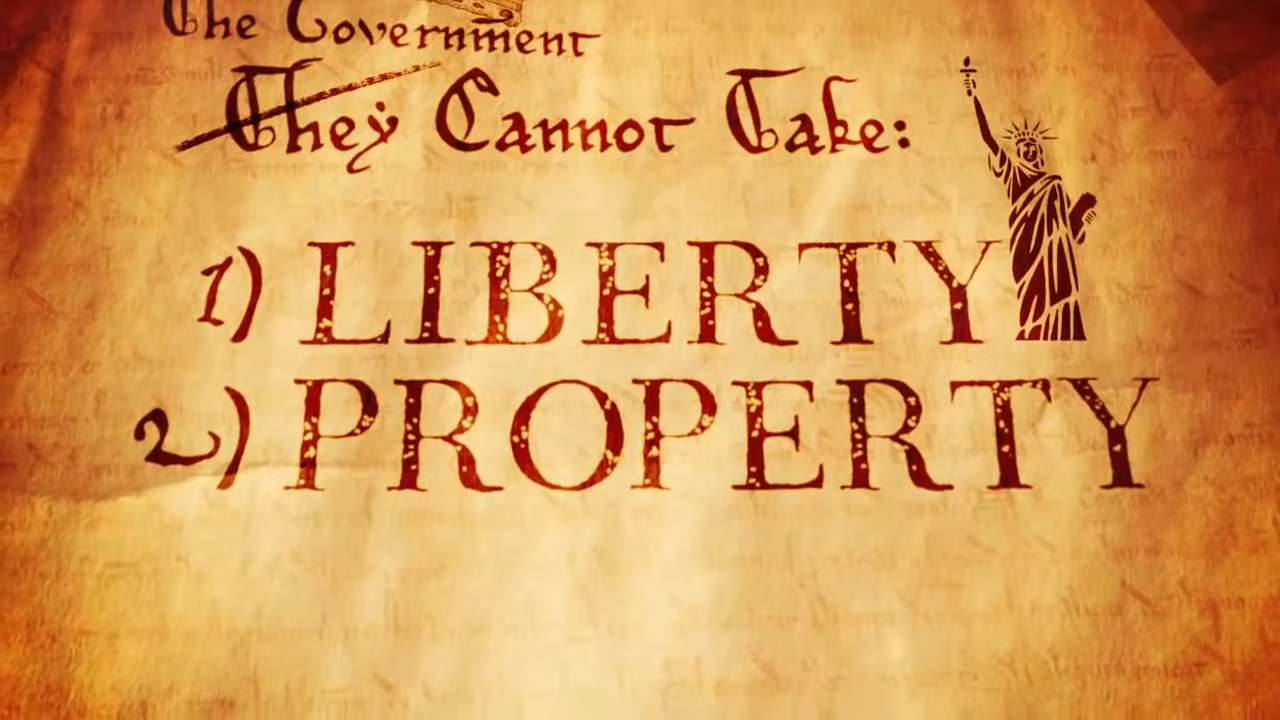 The Government
They Cannot Take:
1) LIBERTY
2) PROPERTY